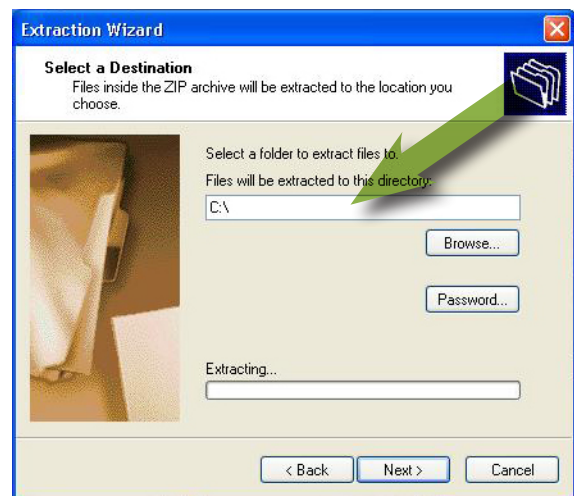 Extraction Wizard
Select a Destination
Files inside the ZIP archive will be extracted to the location you
choose.
Select a folder to extract files to.
Files will be extracted to this directory:
C:\
Browse...
Password...
Extracting...
< Back
Next >
Cancel